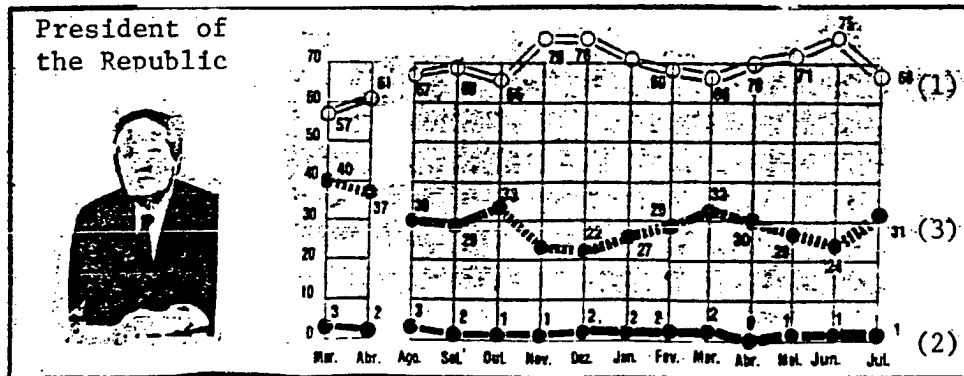 President of
the Republic
70
60
50
40
30
20
10
0
57
61
67
66
76
69
70
71
75
68
(1)
40
37
30
29
33
22
27
29
33
30
24
31
(3)
3
2
3
2
1
1
2
2
2
2
0
1
1
1
(2)
Mar.
Abr.
Ago.
Set.
Out.
Nov.
Dez.
Jan.
Fev.
Mar.
Abr.
Mai.
Jun.
Jul.